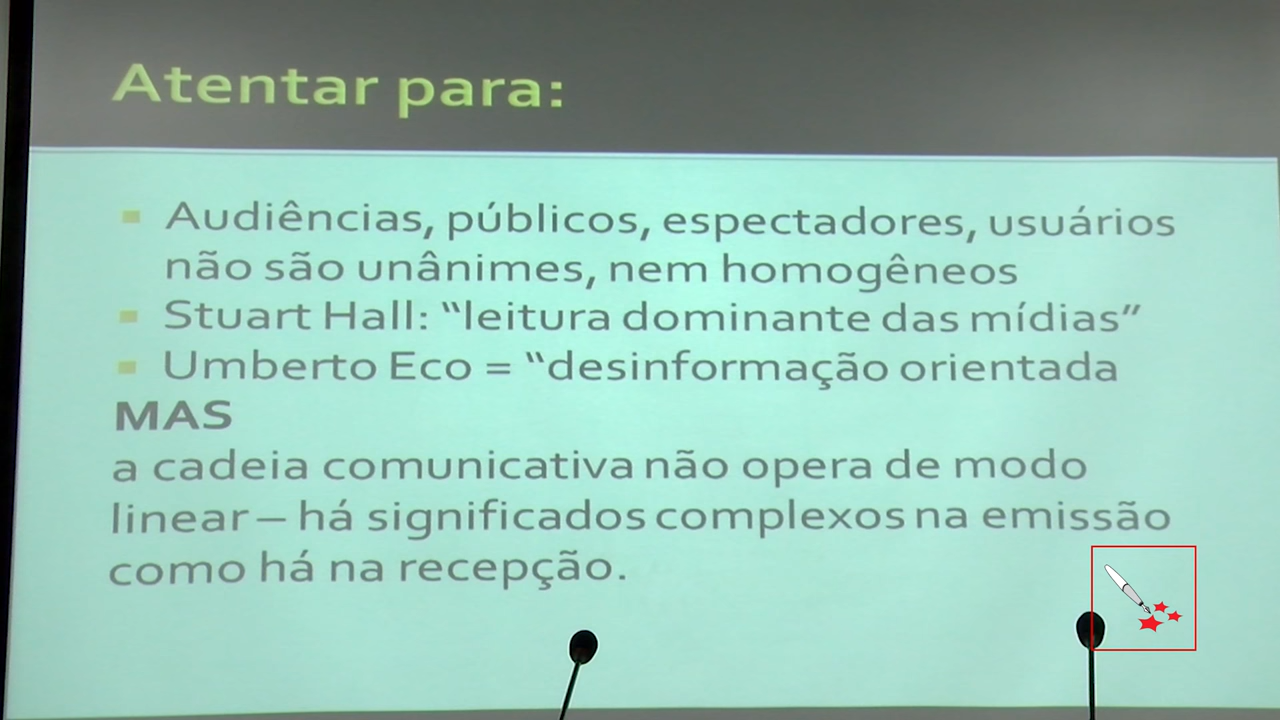 Atentar para:
Audiências, públicos, espectadores, usuários
não são unânimes, nem homogêneos
Stuart Hall: “leitura dominante das mídias”
Umberto Eco = “desinformação orientada
MAS
a cadeia comunicativa não opera de modo
linear – há significados complexos na emissão
como há na recepção.